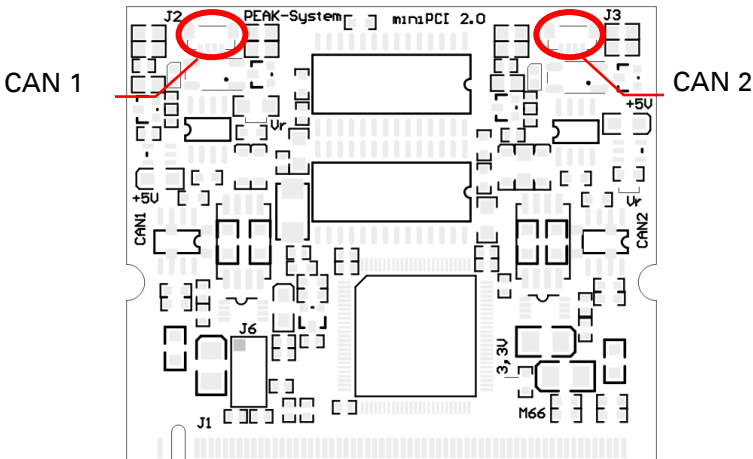 J2 PEAK-System miniPCI 2.0 J3
CAN 1
CAN 2
+5V
Vr
+5V
Vr
CAN1
CAN2
J6
3,3V
J1
M66